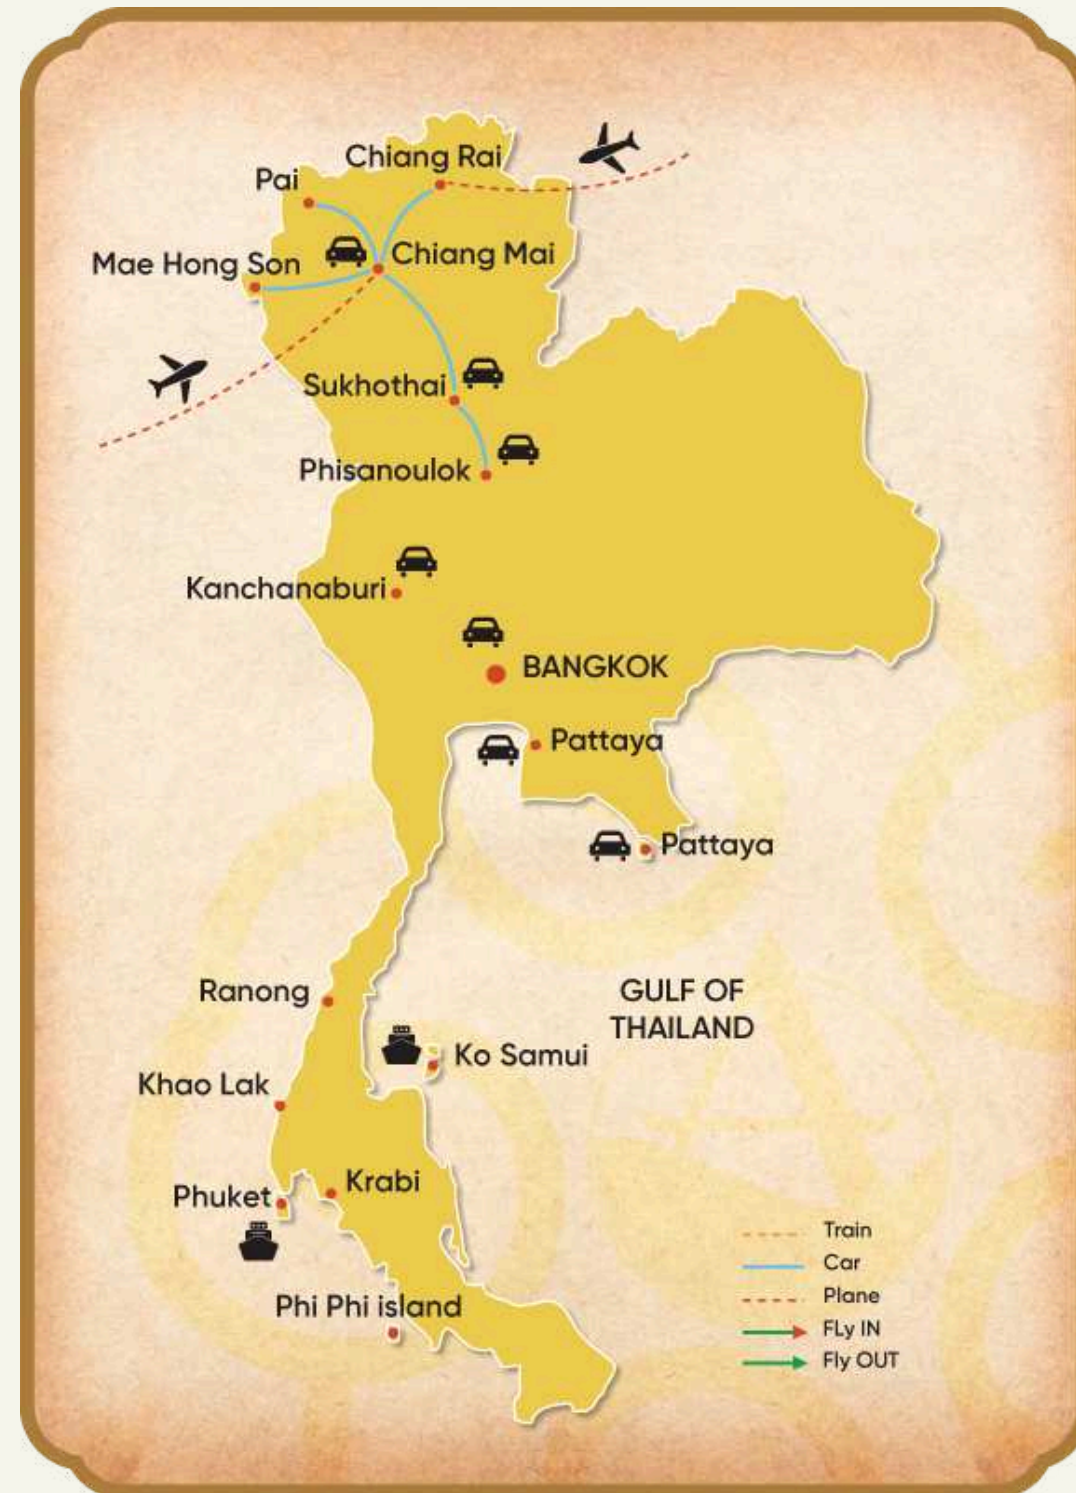 Chiang Rai
Pai
Chiang Mai
Mae Hong Son
Sukhothai
Phisanoulok
Kanchanaburi
BANGKOK
Pattaya
Pattaya
Ranong
GULF OF
THAILAND
Ko Samui
Khao Lak
Krabi
Phuket
Phi Phi island
Train
Car
Plane
FLy IN
Fly OUT